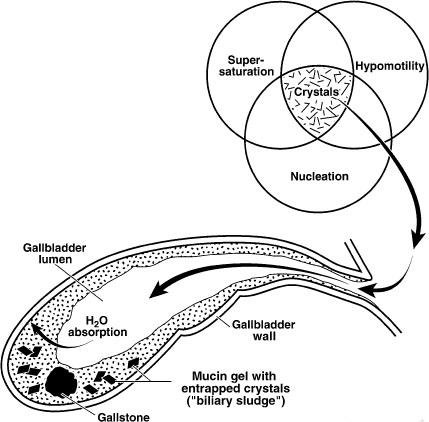 Super-
saturation
Hypomotility
Crystals
Nucleation
Gallbladder
lumen
H₂O
absorption
Gallbladder
wall
Mucin gel with
entrapped crystals
("biliary sludge")
Gallstone